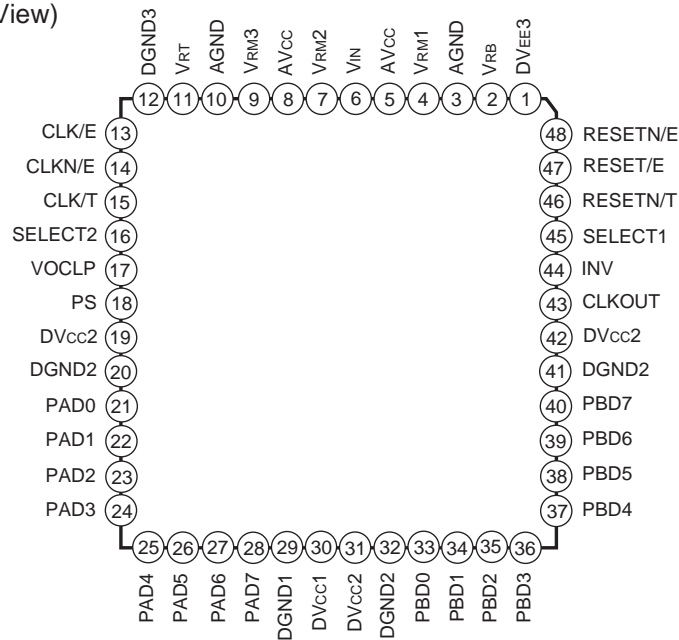 View)
DGND3
VRT
AGND
VRM3
AVCC
VRM2
VIN
AVCC
VRM1
AGND
VRB
DVEE3
12 11 10 9 8 7 6 5 4 3 2 1
CLK/E 13
CLKN/E 14
CLK/T 15
SELECT2 16
VOCLP 17
PS 18
DVCC2 19
DGND2 20
PAD0 21
PAD1 22
PAD2 23
PAD3 24
48 RESETN/E
47 RESET/E
46 RESETN/T
45 SELECT1
44 INV
43 CLKOUT
42 DVCC2
41 DGND2
40 PBD7
39 PBD6
38 PBD5
37 PBD4
25 26 27 28 29 30 31 32 33 34 35 36
PAD4
PAD5
PAD6
PAD7
DGND1
DVCC1
DVCC2
DGND2
PBD0
PBD1
PBD2
PBD3